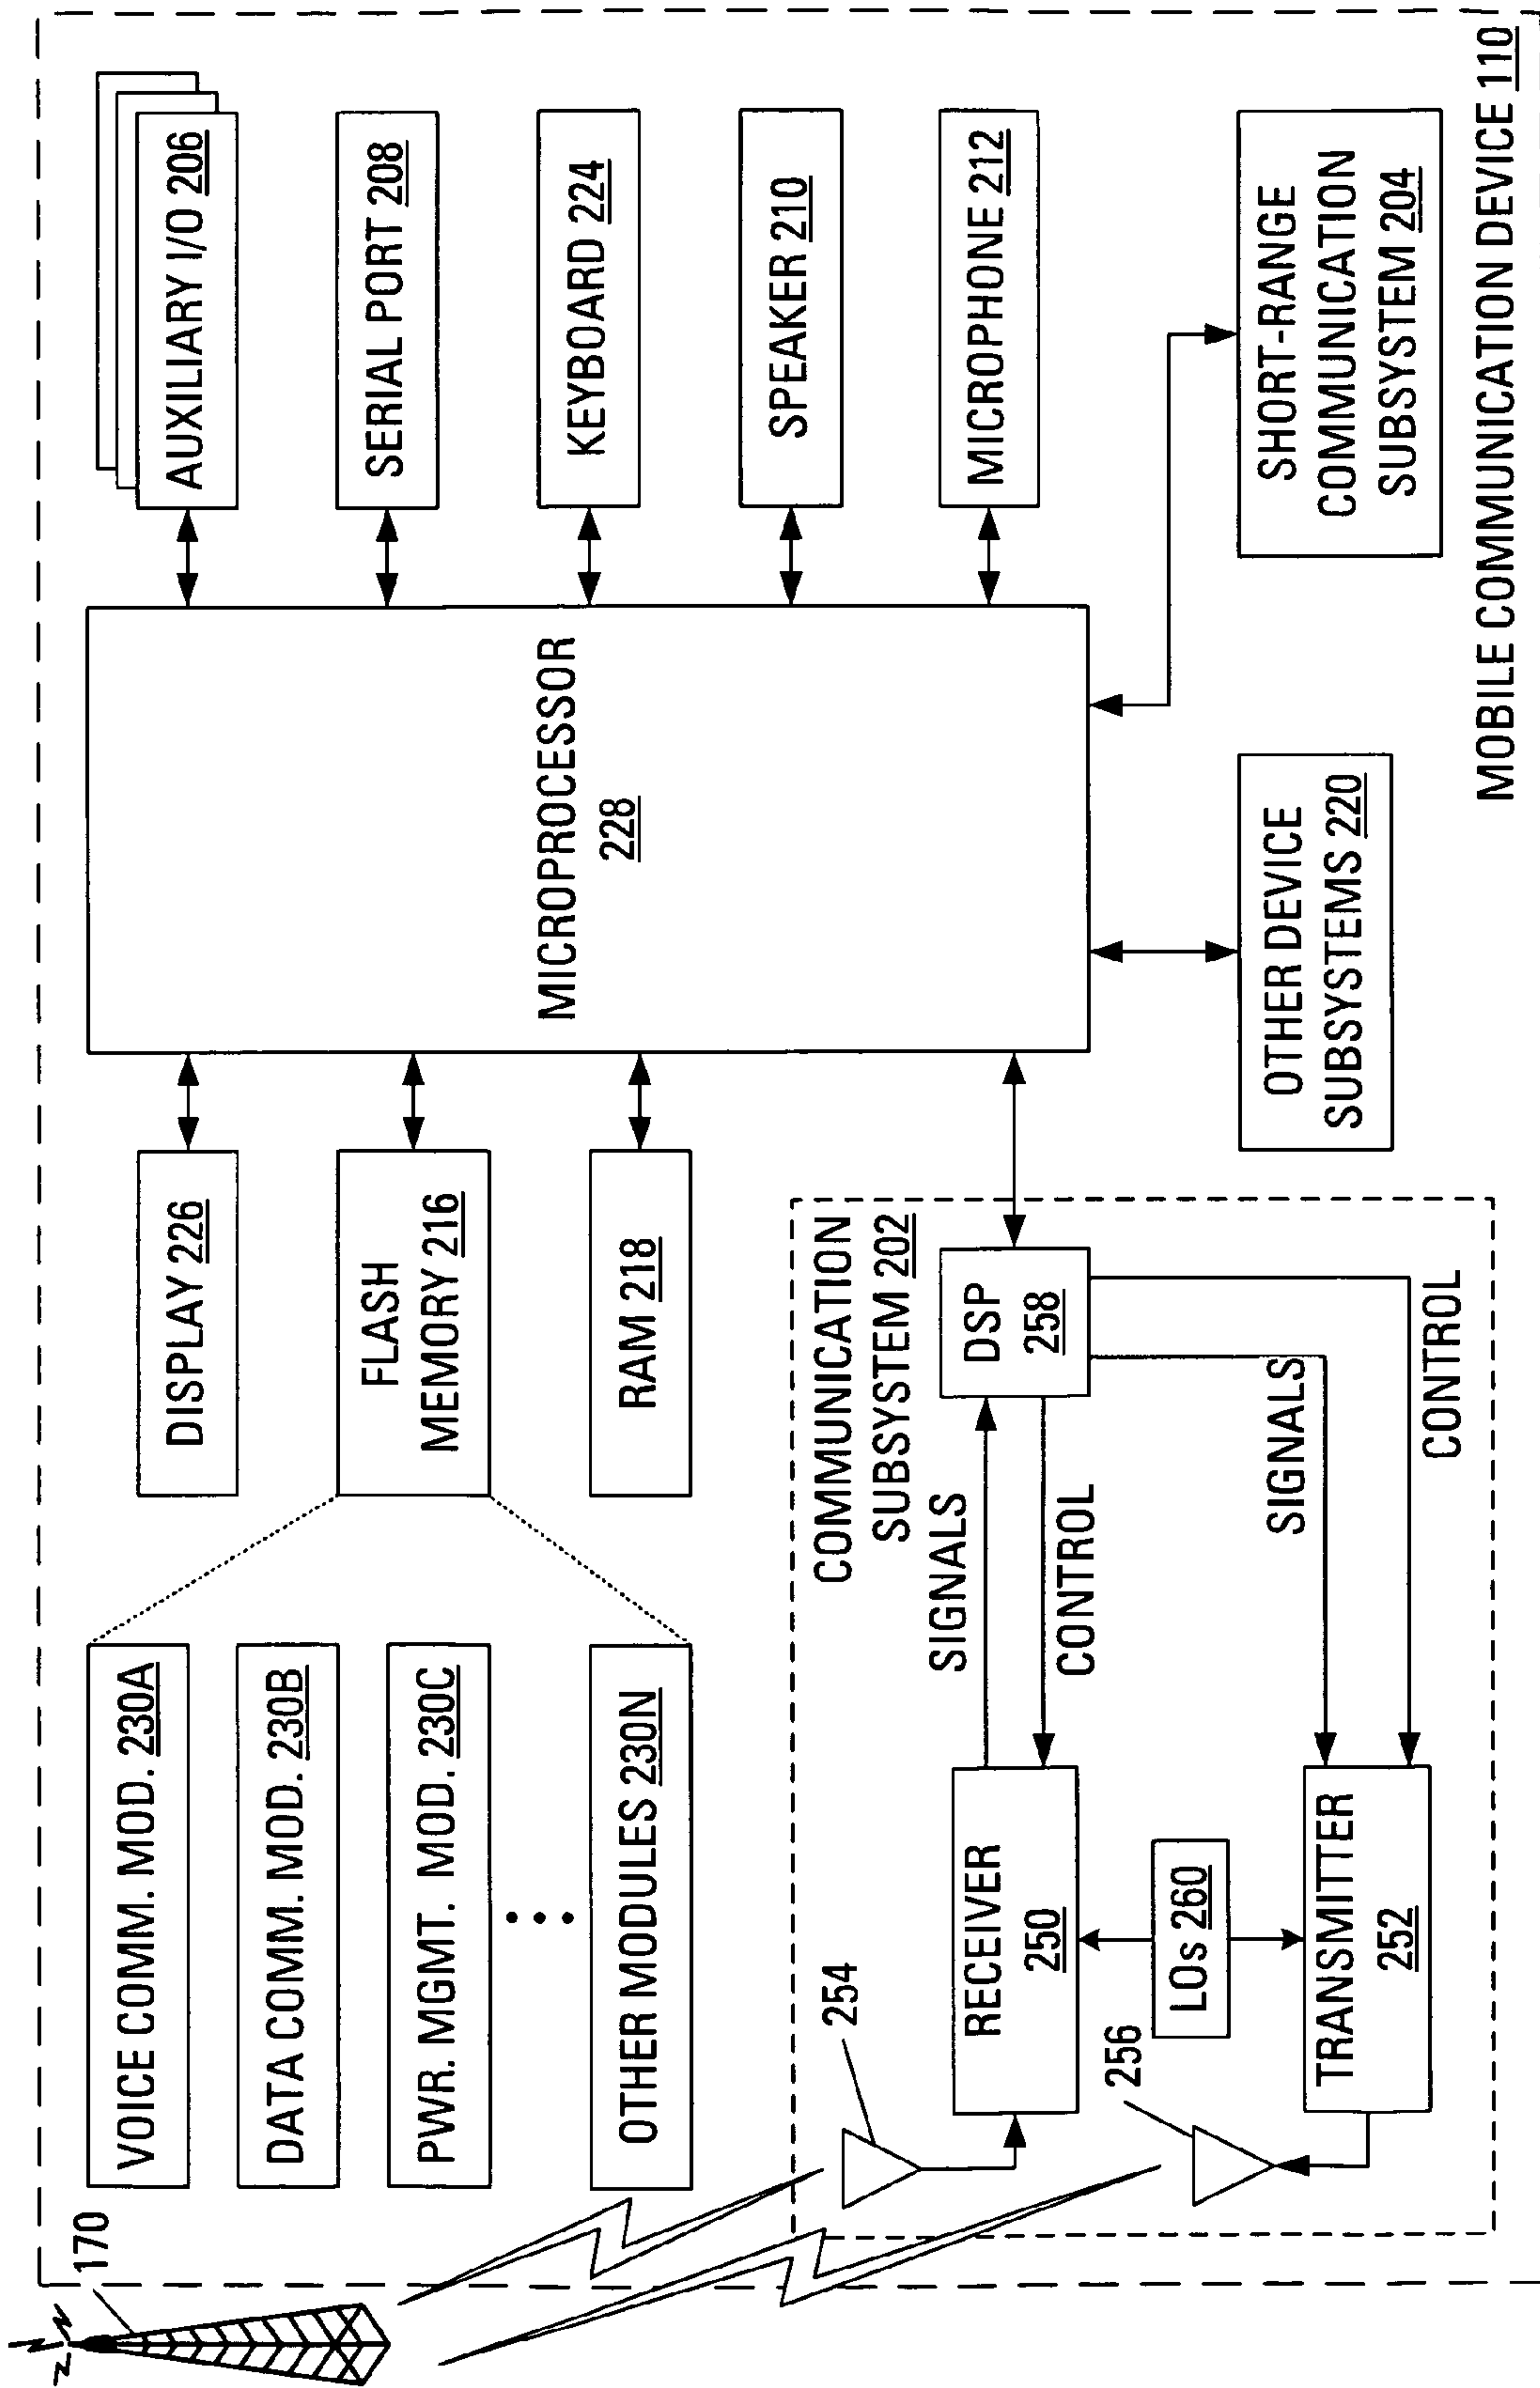 170
VOICE COMM. MOD. 230A
DATA COMM. MOD. 230B
PWR. MGMT. MOD. 230C
OTHER MODULES 230N
DISPLAY 226
FLASH
MEMORY 216
RAM 218
MICROPROCESSOR
228
AUXILIARY I/O 206
SERIAL PORT 208
KEYBOARD 224
SPEAKER 210
MICROPHONE 212
COMMUNICATION
SUBSYSTEM 202
254
RECEIVER
250
SIGNALS
CONTROL
DSP
258
256
LOs 260
TRANSMITTER
252
SIGNALS
CONTROL
OTHER DEVICE
SUBSYSTEMS 220
SHORT-RANGE
COMMUNICATION
SUBSYSTEM 204
MOBILE COMMUNICATION DEVICE 110